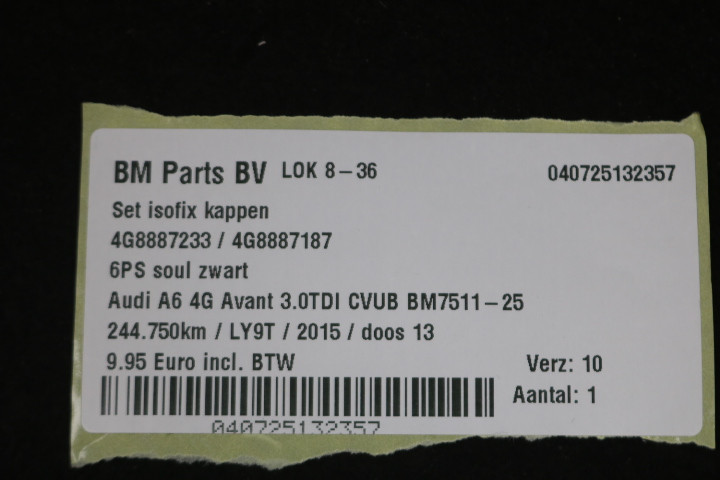 BM Parts BV LOK 8-36 040725132357
Set isofix kappen
4G8887233 / 4G8887187
6PS soul zwart
Audi A6 4G Avant 3.0TDI CVUB BM7511-25
244.750km / LY9T / 2015 / doos 13
9.95 Euro incl. BTW Verz: 10
Aantal: 1
040725132357